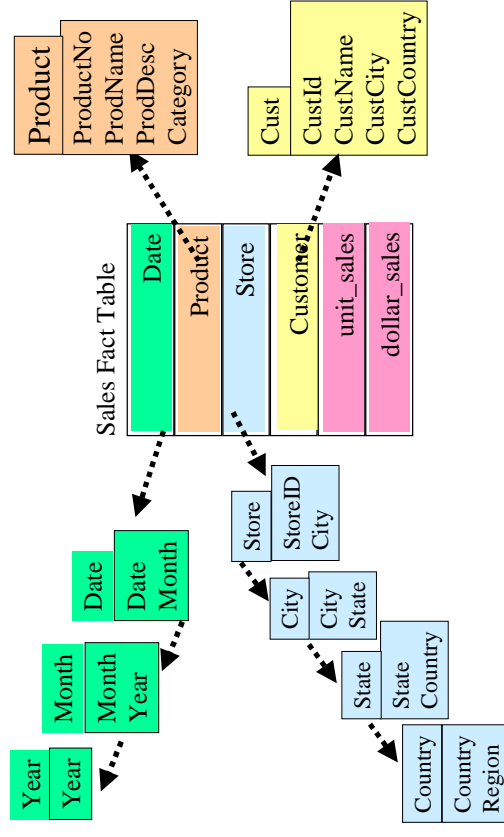 Year
Year
Month
Month
Year
Date
Date
Month
Sales Fact Table
Date
Product
Store
Customer
unit_sales
dollar_sales
Product
ProductNo
ProdName
ProdDesc
Category
Cust
CustId
CustName
CustCity
CustCountry
Store
StoreID
City
City
City
State
State
State
Country
Country
Country
Region